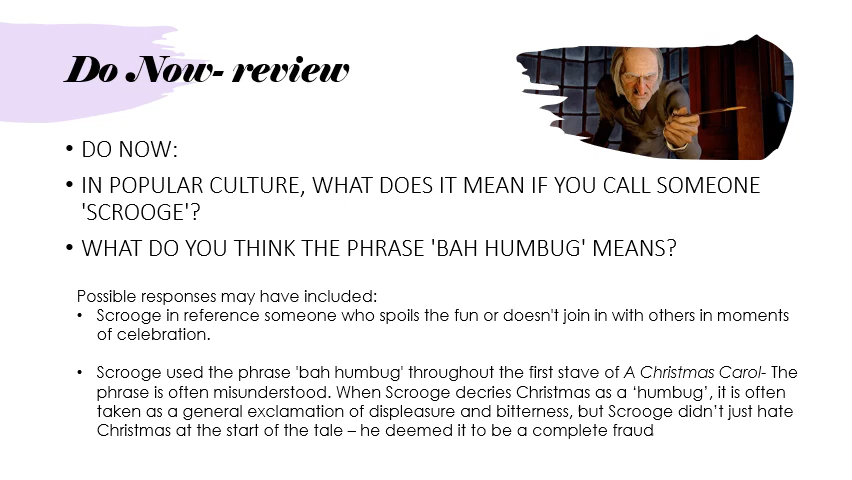 Do Now- review
• DO NOW:
• IN POPULAR CULTURE, WHAT DOES IT MEAN IF YOU CALL SOMEONE
'SCROOGE'?
• WHAT DO YOU THINK THE PHRASE 'BAH HUMBUG' MEANS?
Possible responses may have included:
• Scrooge in reference someone who spoils the fun or doesn't join in with others in moments
of celebration.
• Scrooge used the phrase 'bah humbug' throughout the first stave of A Christmas Carol- The
phrase is often misunderstood. When Scrooge decries Christmas as a ‘humbug’, it is often
taken as a general exclamation of displeasure and bitterness, but Scrooge didn’t just hate
Christmas at the start of the tale – he deemed it to be a complete fraud